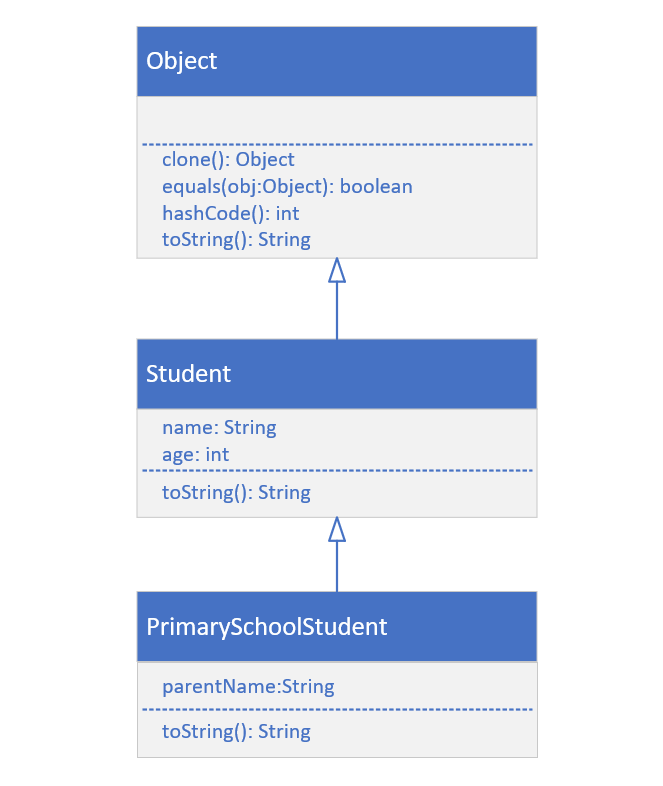 Object
clone(): Object
equals(obj:Object): boolean
hashCode(): int
toString(): String
Student
name: String
age: int
toString(): String
PrimarySchoolStudent
parentName:String
toString(): String